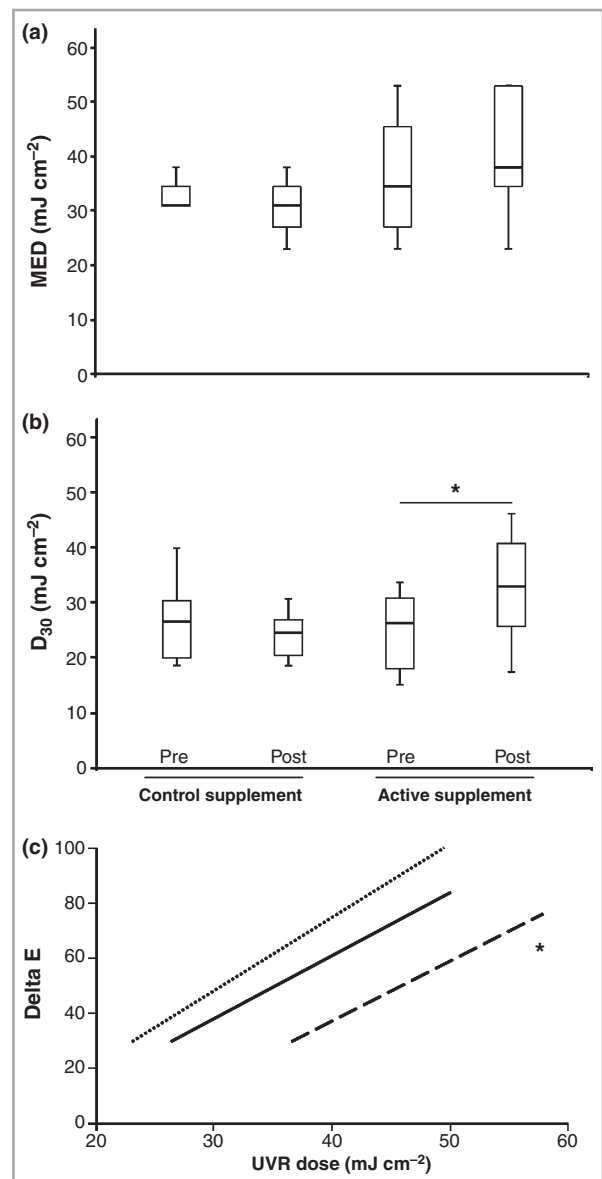 (a)
60
50
40
30
20
10
0
MED (mJ cm⁻²)
(b)
60
50
40
30
20
10
0
D₃₀ (mJ cm⁻²)
*
Pre Post Pre Post
Control supplement Active supplement
(c)
100
80
60
40
20
0
Delta E
*
20 30 40 50 60
UVR dose (mJ cm⁻²)